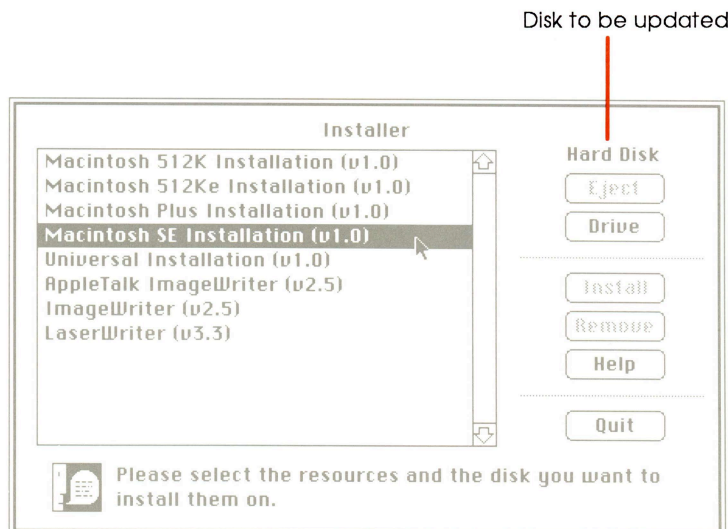 Disk to be updated
Installer
Macintosh 512K Installation (v1.0)
Macintosh 512Ke Installation (v1.0)
Macintosh Plus Installation (v1.0)
Macintosh SE Installation (v1.0)
Universal Installation (v1.0)
AppleTalk ImageWriter (v2.5)
ImageWriter (v2.5)
LaserWriter (v3.3)
Hard Disk
Eject
Drive
Install
Remove
Help
Quit
Please select the resources and the disk you want to
install them on.